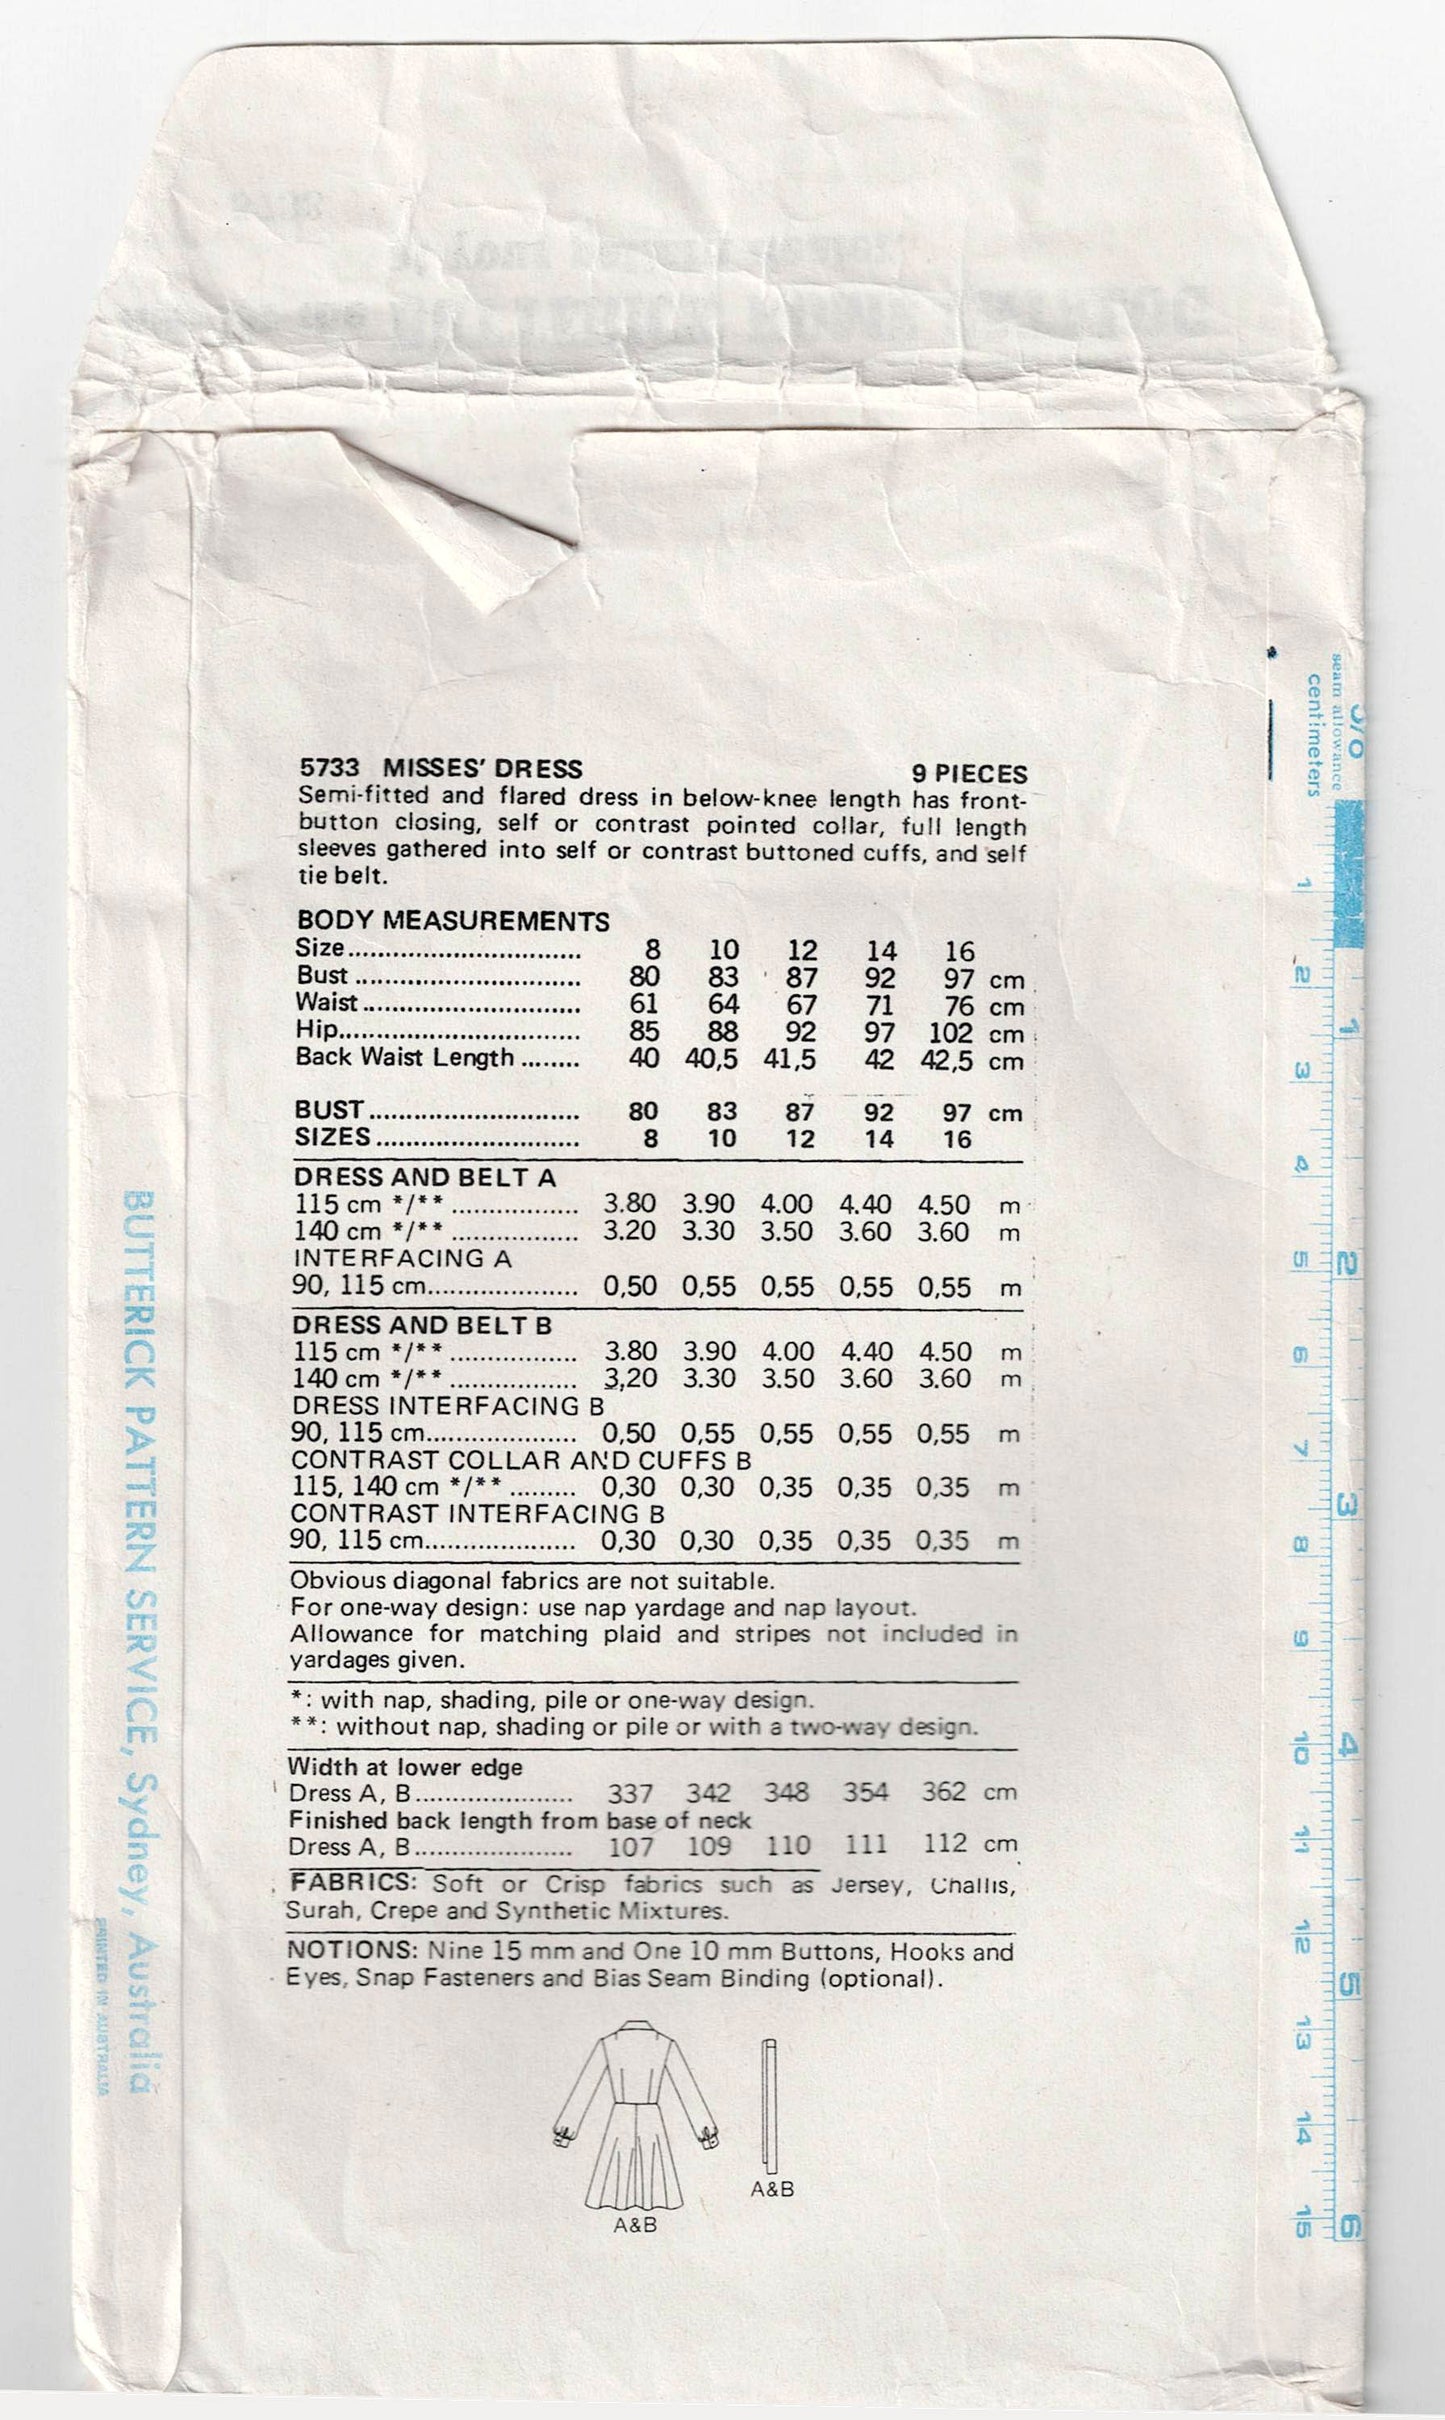 5733 MISSES' DRESS 9 PIECES
Semi-fitted and flared dress in below-knee length has front-
button closing, self or contrast pointed collar, full length
sleeves gathered into self or contrast buttoned cuffs, and self
tie belt.
BODY MEASUREMENTS
Size................................ 8 10 12 14 16
Bust............................... 80 83 87 92 97 cm
Waist.............................. 61 64 67 71 76 cm
Hip................................. 85 88 92 97 102 cm
Back Waist Length ........ 40 40,5 41,5 42 42,5 cm
BUST............................ 80 83 87 92 97 cm
SIZES........................... 8 10 12 14 16
DRESS AND BELT A
115 cm */** ................. 3.80 3.90 4.00 4.40 4.50 m
140 cm */** ................. 3.20 3.30 3.50 3.60 3.60 m
INTERFACING A
90, 115 cm..................... 0,50 0,55 0,55 0,55 0,55 m
DRESS AND BELT B
115 cm */** ................. 3.80 3.90 4.00 4.40 4.50 m
140 cm */** ................. 3,20 3.30 3.50 3.60 3.60 m
DRESS INTERFACING B
90, 115 cm..................... 0,50 0,55 0,55 0,55 0,55 m
CONTRAST COLLAR AND CUFFS B
115, 140 cm */** ......... 0,30 0,30 0,35 0,35 0,35 m
CONTRAST INTERFACING B
90, 115 cm..................... 0,30 0,30 0,35 0,35 0,35 m
Obvious diagonal fabrics are not suitable.
For one-way design: use nap yardage and nap layout.
Allowance for matching plaid and stripes not included in
yardages given.
*: with nap, shading, pile or one-way design.
**: without nap, shading or pile or with a two-way design.
Width at lower edge
Dress A, B...................... 337 342 348 354 362 cm
Finished back length from base of neck
Dress A, B...................... 107 109 110 111 112 cm
FABRICS: Soft or Crisp fabrics such as Jersey, Challis,
Surah, Crepe and Synthetic Mixtures.
NOTIONS: Nine 15 mm and One 10 mm Buttons, Hooks and
Eyes, Snap Fasteners and Bias Seam Binding (optional).
A&B
A&B
BUTTERICK PATTERN SERVICE, Sydney, Australia
PRINTED IN AUSTRALIA
5/8
seam allowance
centimeters
1 2 3 4 5 6 7 8 9 10 11 12 13 14 15
1 2 3 4 5 6